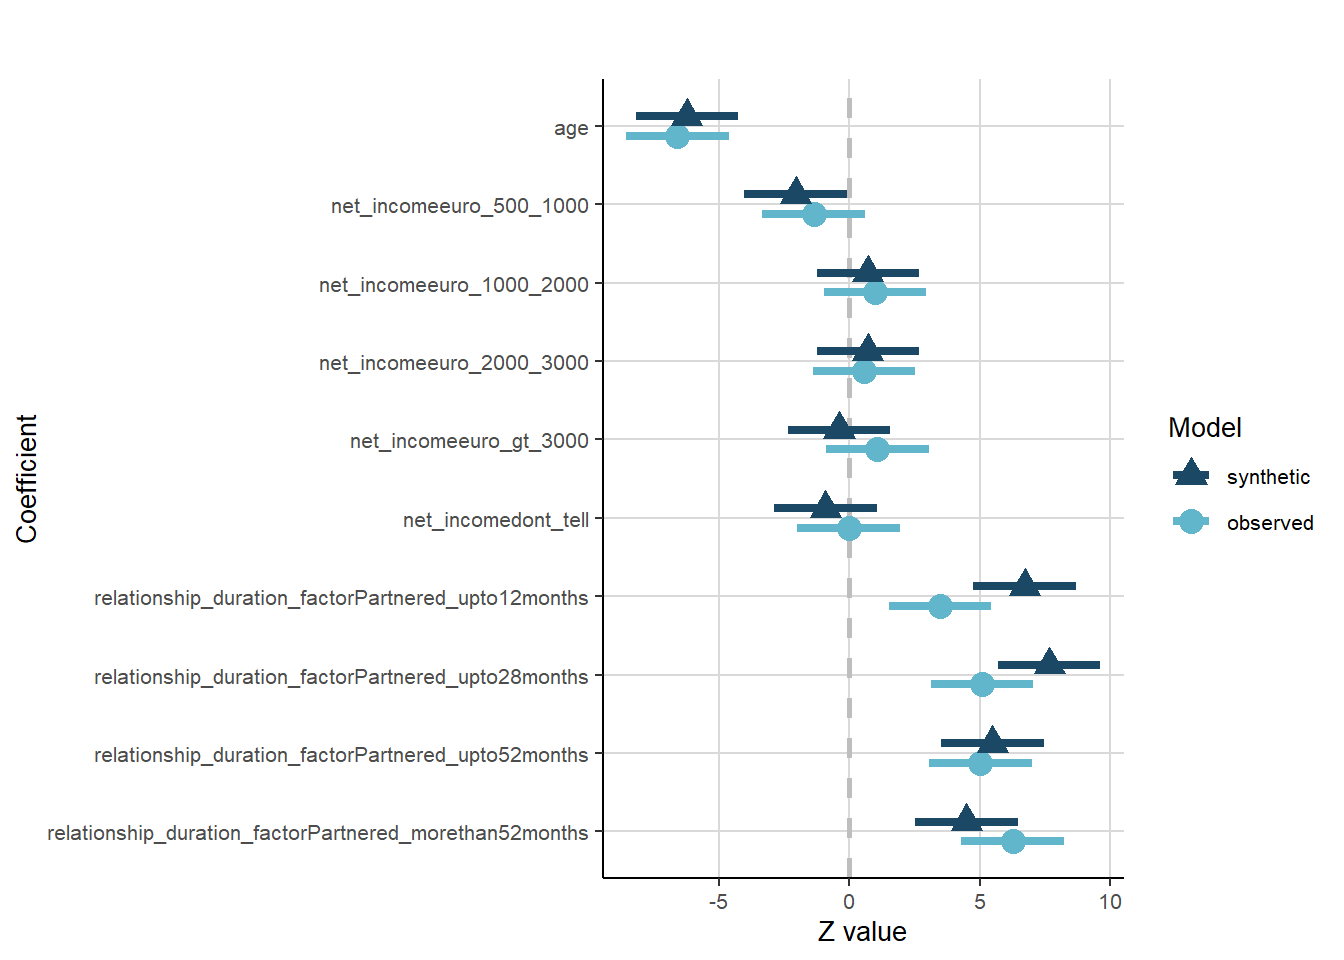 age
net_incomeeuro_500_1000
net_incomeeuro_1000_2000
net_incomeeuro_2000_3000
net_incomeeuro_gt_3000
net_incomedont_tell
relationship_duration_factorPartnered_upto12months
relationship_duration_factorPartnered_upto28months
relationship_duration_factorPartnered_upto52months
relationship_duration_factorPartnered_morethan52months
Coefficient
-5
0
5
10
Z value
Model
synthetic
observed